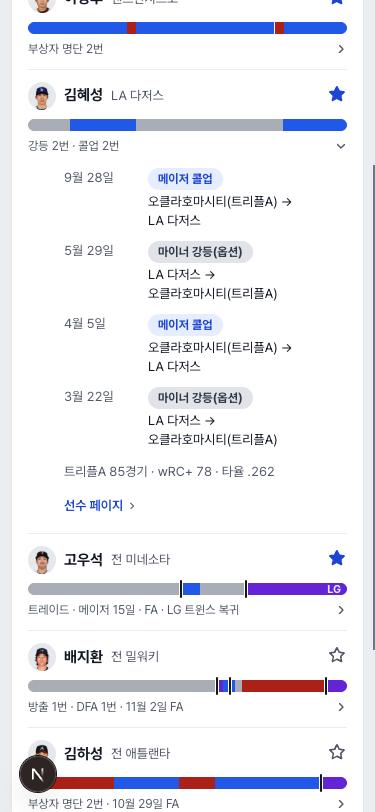 부상자 명단 2번
김혜성 LA 다저스
강등 2번 · 콜업 2번
9월 28일 메이저 콜업
오클라호마시티(트리플A) →
LA 다저스
5월 29일 마이너 강등(옵션)
LA 다저스 →
오클라호마시티(트리플A)
4월 5일 메이저 콜업
오클라호마시티(트리플A) →
LA 다저스
3월 22일 마이너 강등(옵션)
LA 다저스 →
오클라호마시티(트리플A)
트리플A 85경기 · wRC+ 78 · 타율 .262
선수 페이지 ›
고우석 전 미네소타
LG
트레이드 · 메이저 15일 · FA · LG 트윈스 복귀
배지환 전 밀워키
방출 1번 · DFA 1번 · 11월 2일 FA
김하성 전 애틀랜타
N
부상자 명단 2번 · 10월 29일 FA